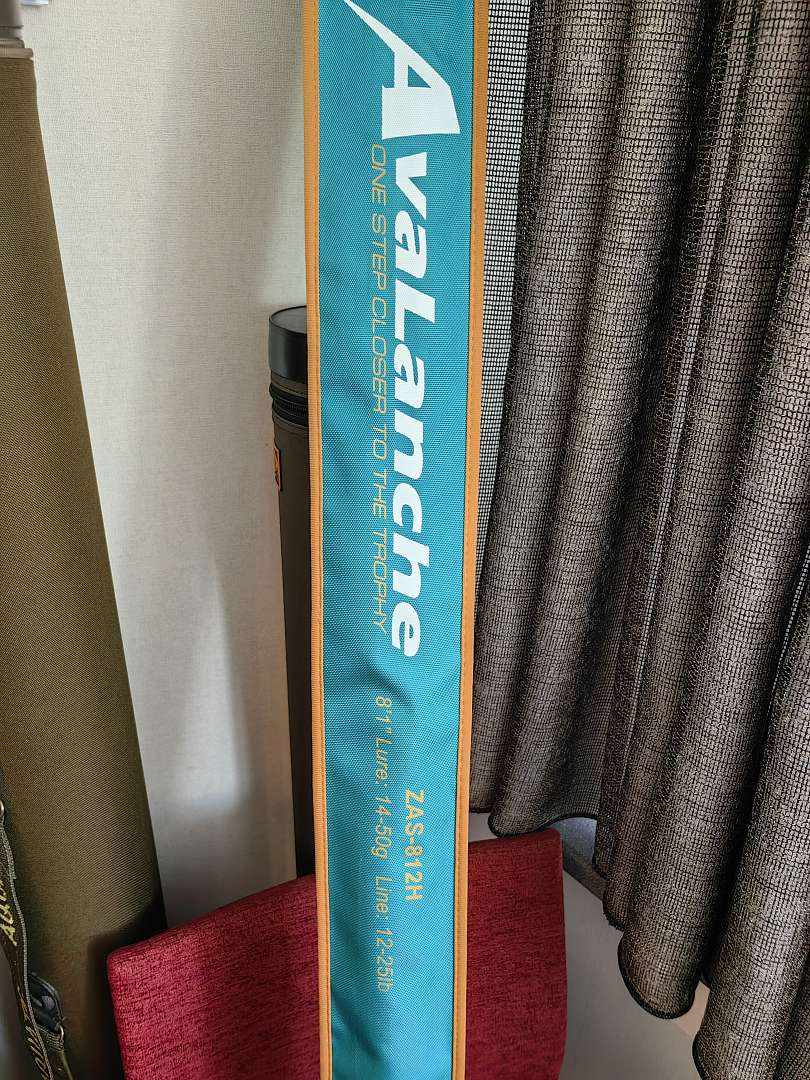 AvaLanche
ONE STEP CLOSER TO THE TROPHY
ZAS-812H
8'1" Lure: 14-50g Line: 12-25lb